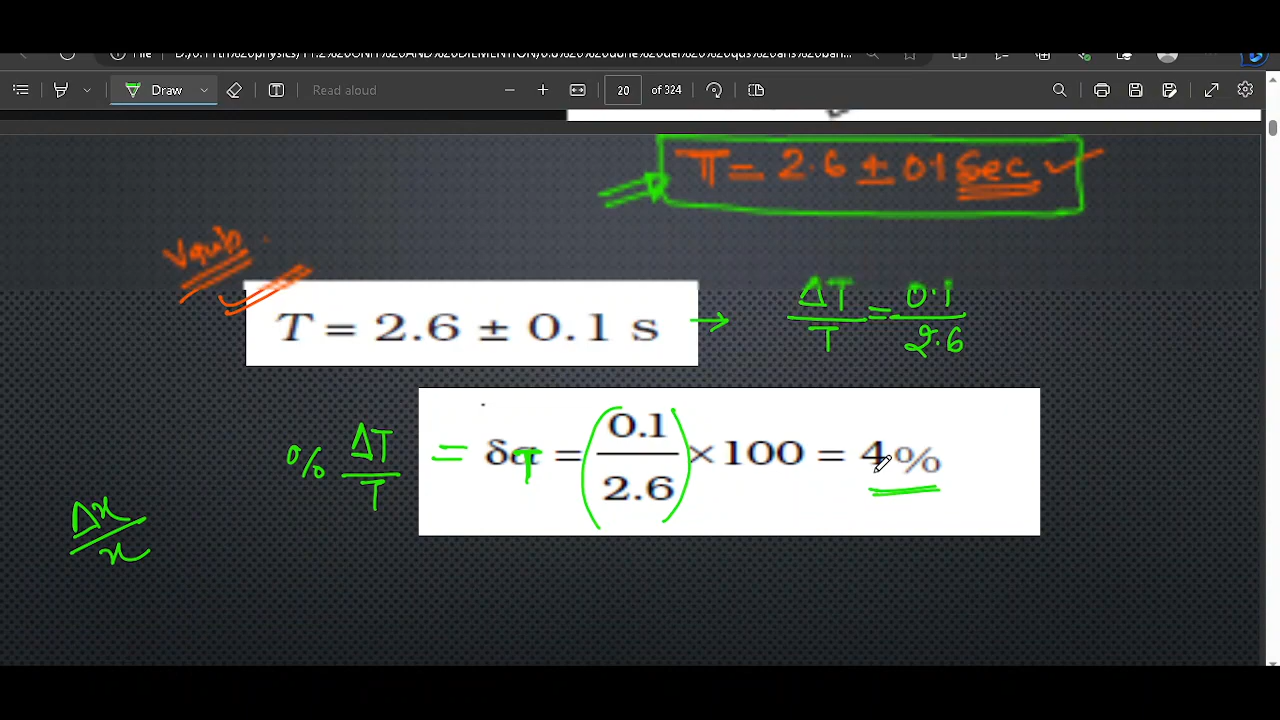 Draw
Read aloud
20 of 324
T = 2.6 ± 0.1 Sec
T = 2.6 ± 0.1 s → ΔT/T = 0.1/2.6
% ΔT/T = δT = (0.1/2.6) × 100 = 4%
Δx/x